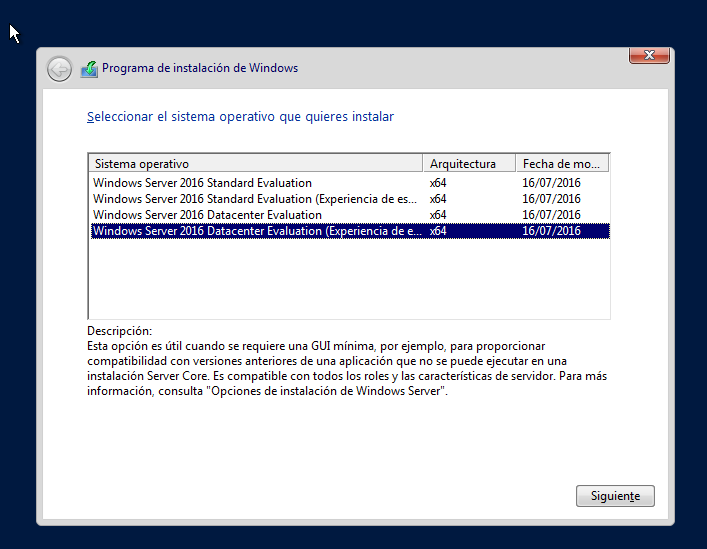 Programa de instalación de Windows
Seleccionar el sistema operativo que quieres instalar
Sistema operativo Arquitectura Fecha de mo...
Windows Server 2016 Standard Evaluation x64 16/07/2016
Windows Server 2016 Standard Evaluation (Experiencia de es... x64 16/07/2016
Windows Server 2016 Datacenter Evaluation x64 16/07/2016
Windows Server 2016 Datacenter Evaluation (Experiencia de e... x64 16/07/2016
Descripción:
Esta opción es útil cuando se requiere una GUI mínima, por ejemplo, para proporcionar
compatibilidad con versiones anteriores de una aplicación que no se puede ejecutar en una
instalación Server Core. Es compatible con todos los roles y las características de servidor. Para más
información, consulta "Opciones de instalación de Windows Server".
Siguiente